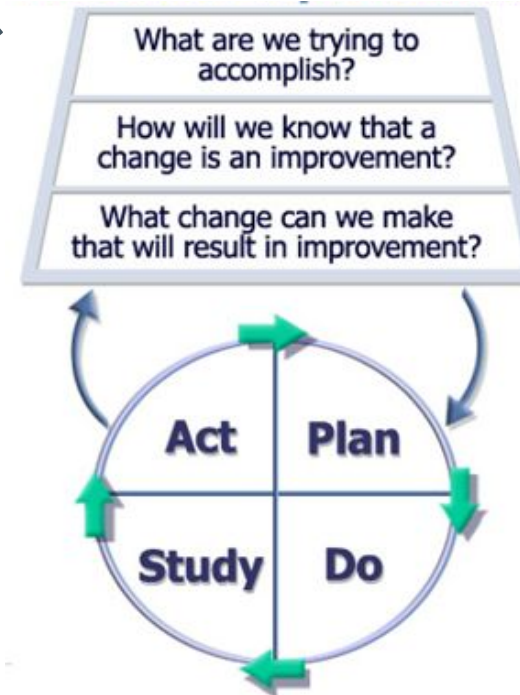 What are we trying to
accomplish?
How will we know that a
change is an improvement?
What change can we make
that will result in improvement?
Act
Plan
Study
Do